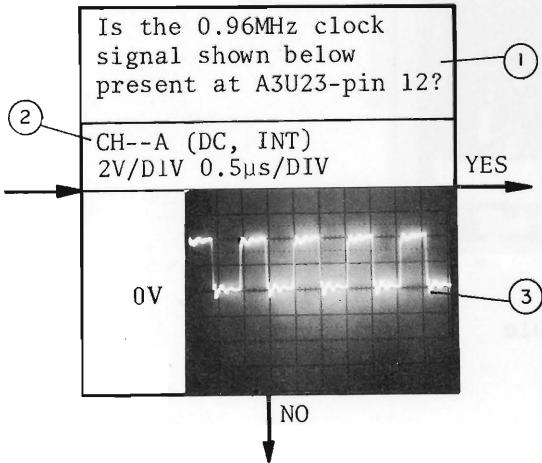 Is the 0.96MHz clock
signal shown below
present at A3U23-pin 12?
1
2
CH--A (DC, INT)
2V/D1V 0.5µs/DIV
YES
0V
3
NO